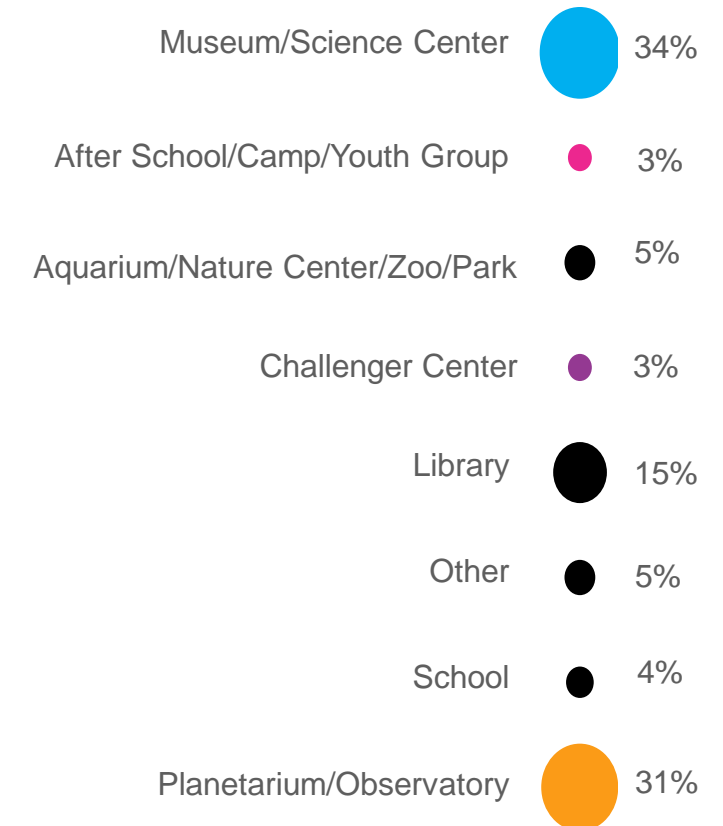 Museum/Science Center 34%
After School/Camp/Youth Group 3%
Aquarium/Nature Center/Zoo/Park 5%
Challenger Center 3%
Library 15%
Other 5%
School 4%
Planetarium/Observatory 31%